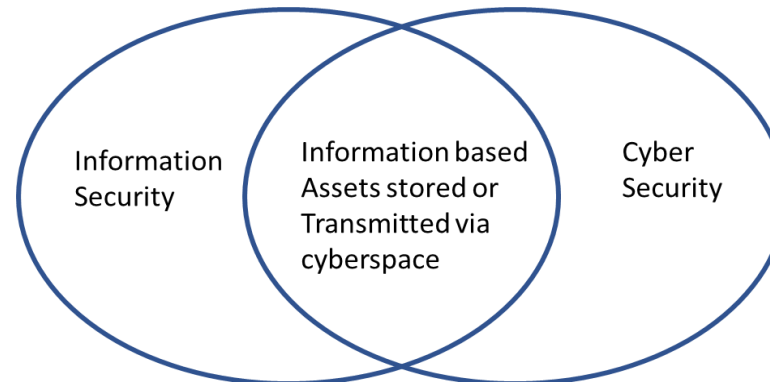 Information
Security
Information based
Assets stored or
Transmitted via
cyberspace
Cyber
Security